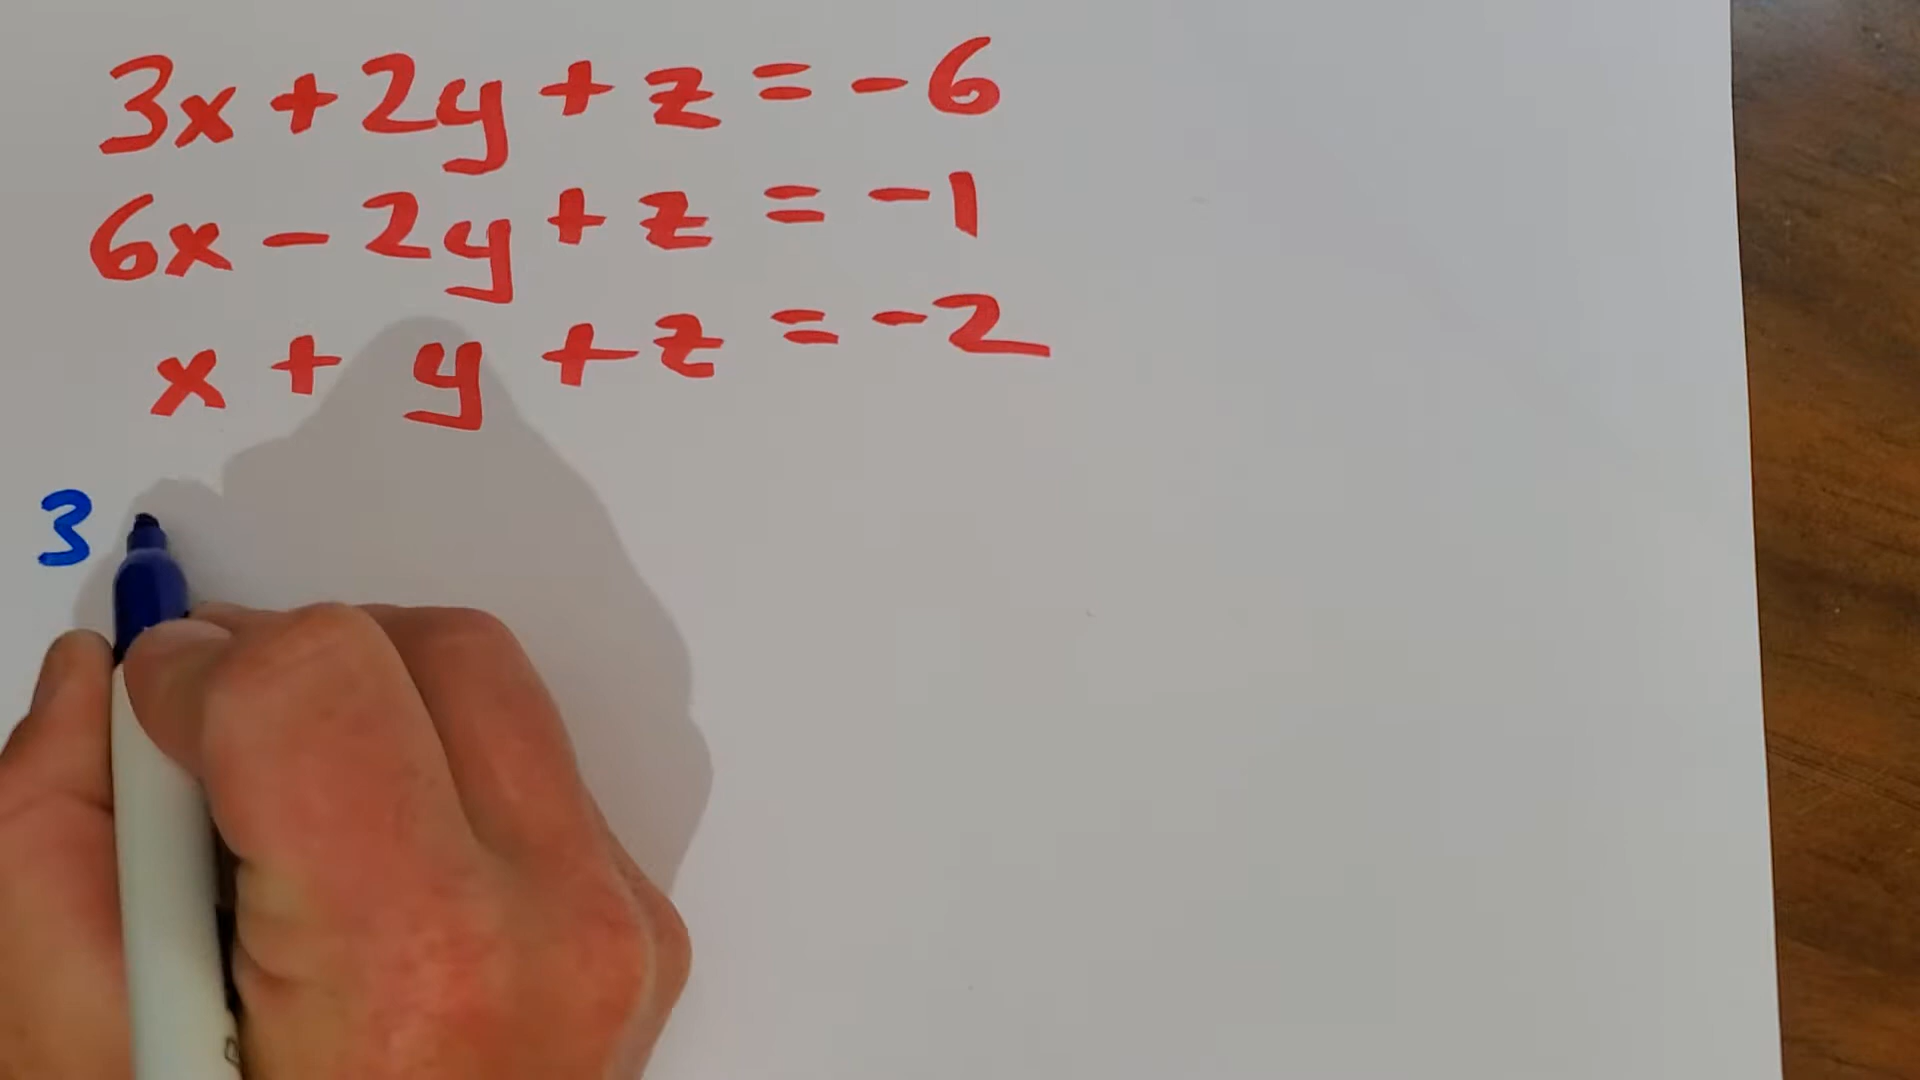 3x + 2y + z = -6
6x - 2y + z = -1
x + y + z = -2
3